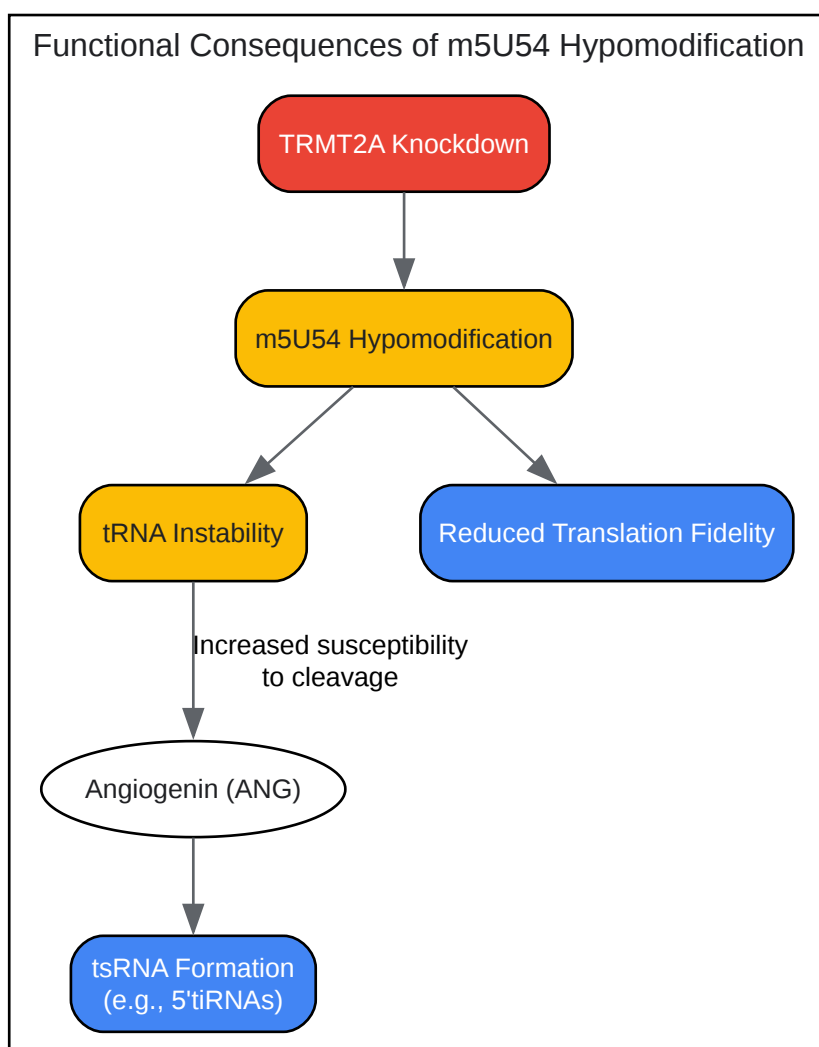 Functional Consequences of m5U54 Hypomodification
TRMT2A Knockdown
m5U54 Hypomodification
tRNA Instability
Reduced Translation Fidelity
Increased susceptibility
to cleavage
Angiogenin (ANG)
tsRNA Formation
(e.g., 5'tiRNAs)